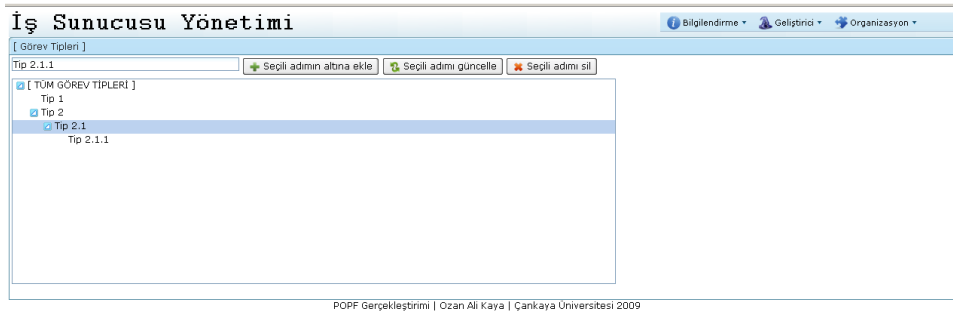 İş Sunucusu Yönetimi
Bilgilendirme Geliştirici Organizasyon
[ Görev Tipleri ]
Tip 2.1.1 Seçili adımın altına ekle Seçili adımı güncelle Seçili adımı sil
[ TÜM GÖREV TİPLERİ ]
Tip 1
Tip 2
Tip 2.1
Tip 2.1.1
POPF Gerçekleştirimi | Ozan Ali Kaya | Çankaya Üniversitesi 2009